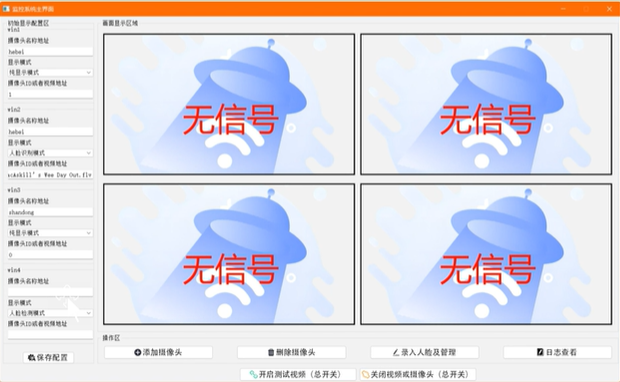 监控系统主界面
初始显示配置区
win1
摄像头名称地址
hebei
显示模式
纯显示模式
摄像头ID或者视频地址
1
win2
摄像头名称地址
hebei
显示模式
人脸识别模式
摄像头ID或者视频地址
s\Askill's Wee Day Out.flv
win3
摄像头名称地址
shandong
显示模式
纯显示模式
摄像头ID或者视频地址
0
win4
摄像头名称地址
显示模式
人脸检测模式
摄像头ID或者视频地址
保存配置
画面显示区域
无信号
无信号
无信号
无信号
操作区
添加摄像头
删除摄像头
录入人脸及管理
日志查看
开启测试视频（总开关）
关闭视频或摄像头（总开关）